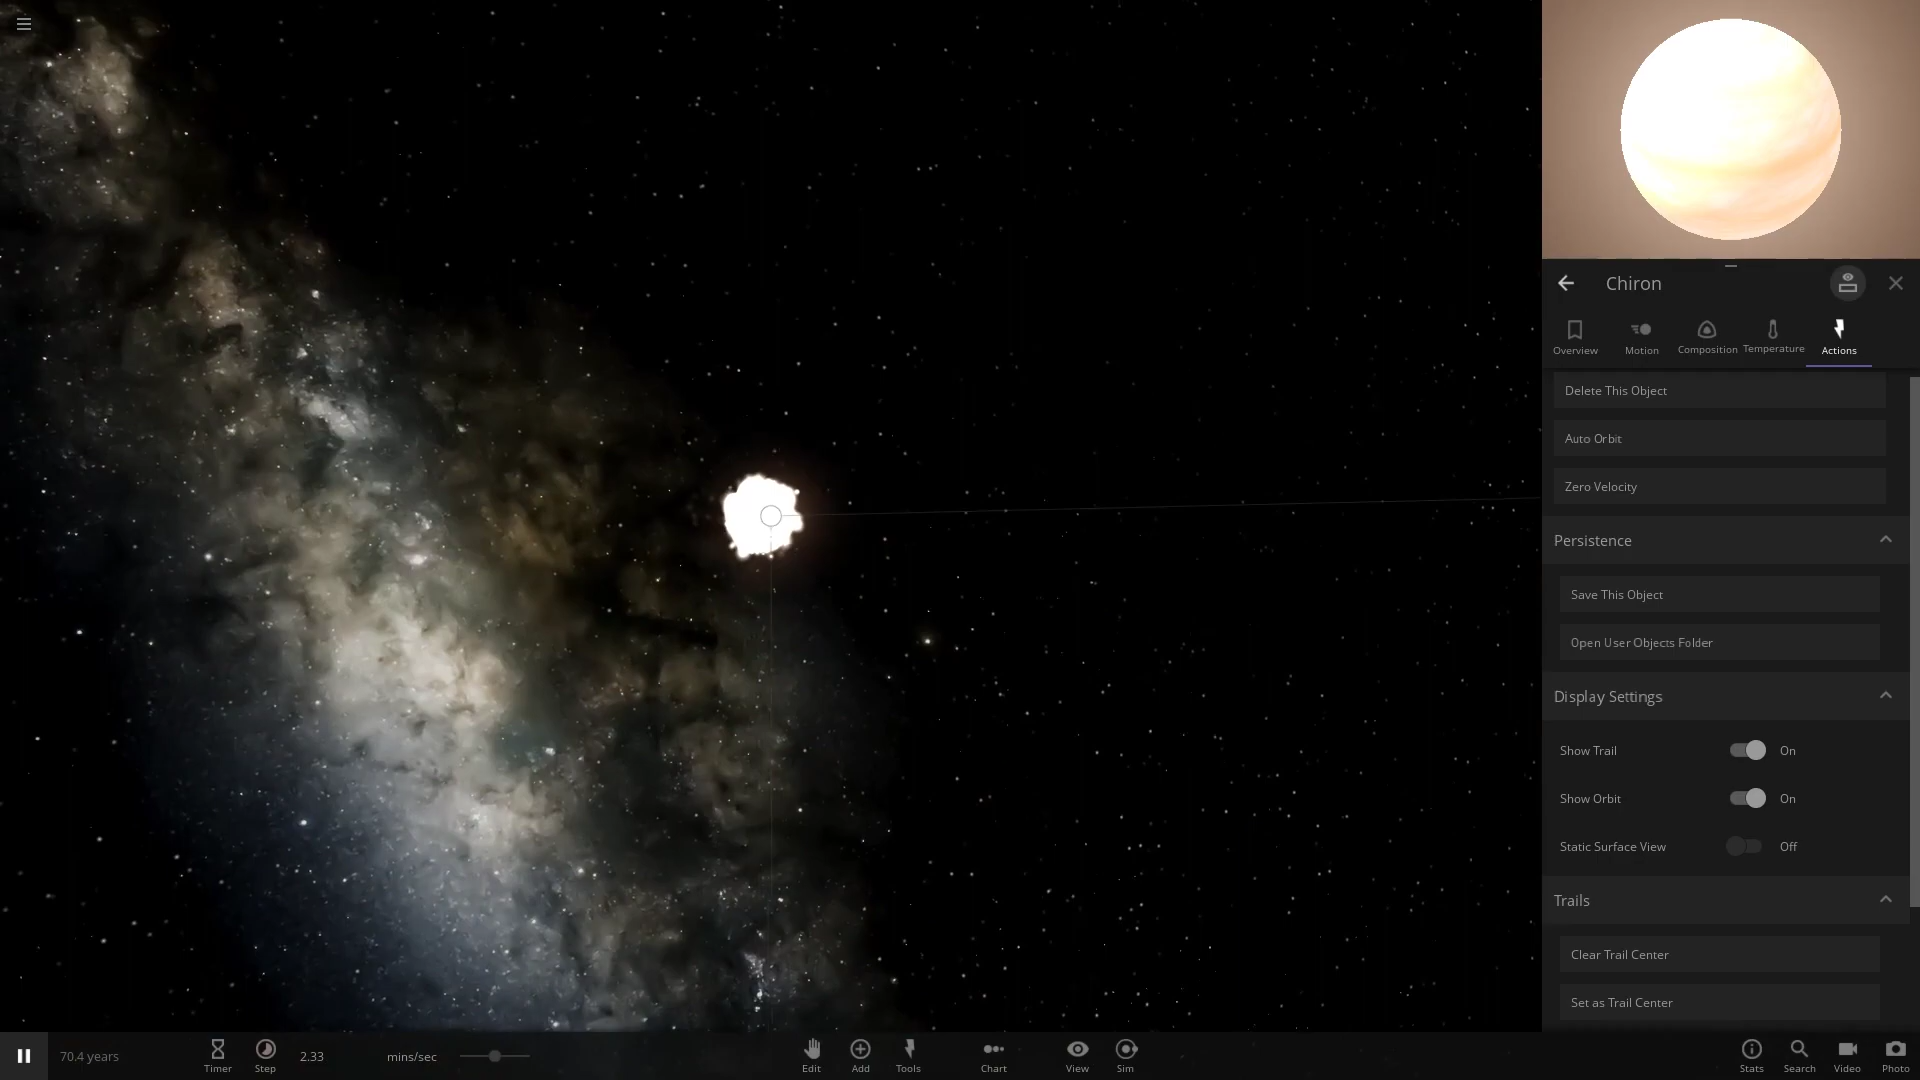 Chiron
Overview
Motion
Composition
Temperature
Actions
Delete This Object
Auto Orbit
Zero Velocity
Persistence
Save This Object
Open User Objects Folder
Display Settings
Show Trail
On
Show Orbit
On
Static Surface View
Off
Trails
Clear Trail Center
Set as Trail Center
70.4 years
Timer
Step
2.33
mins/sec
Edit
Add
Tools
Chart
View
Sim
Stats
Search
Video
Photo